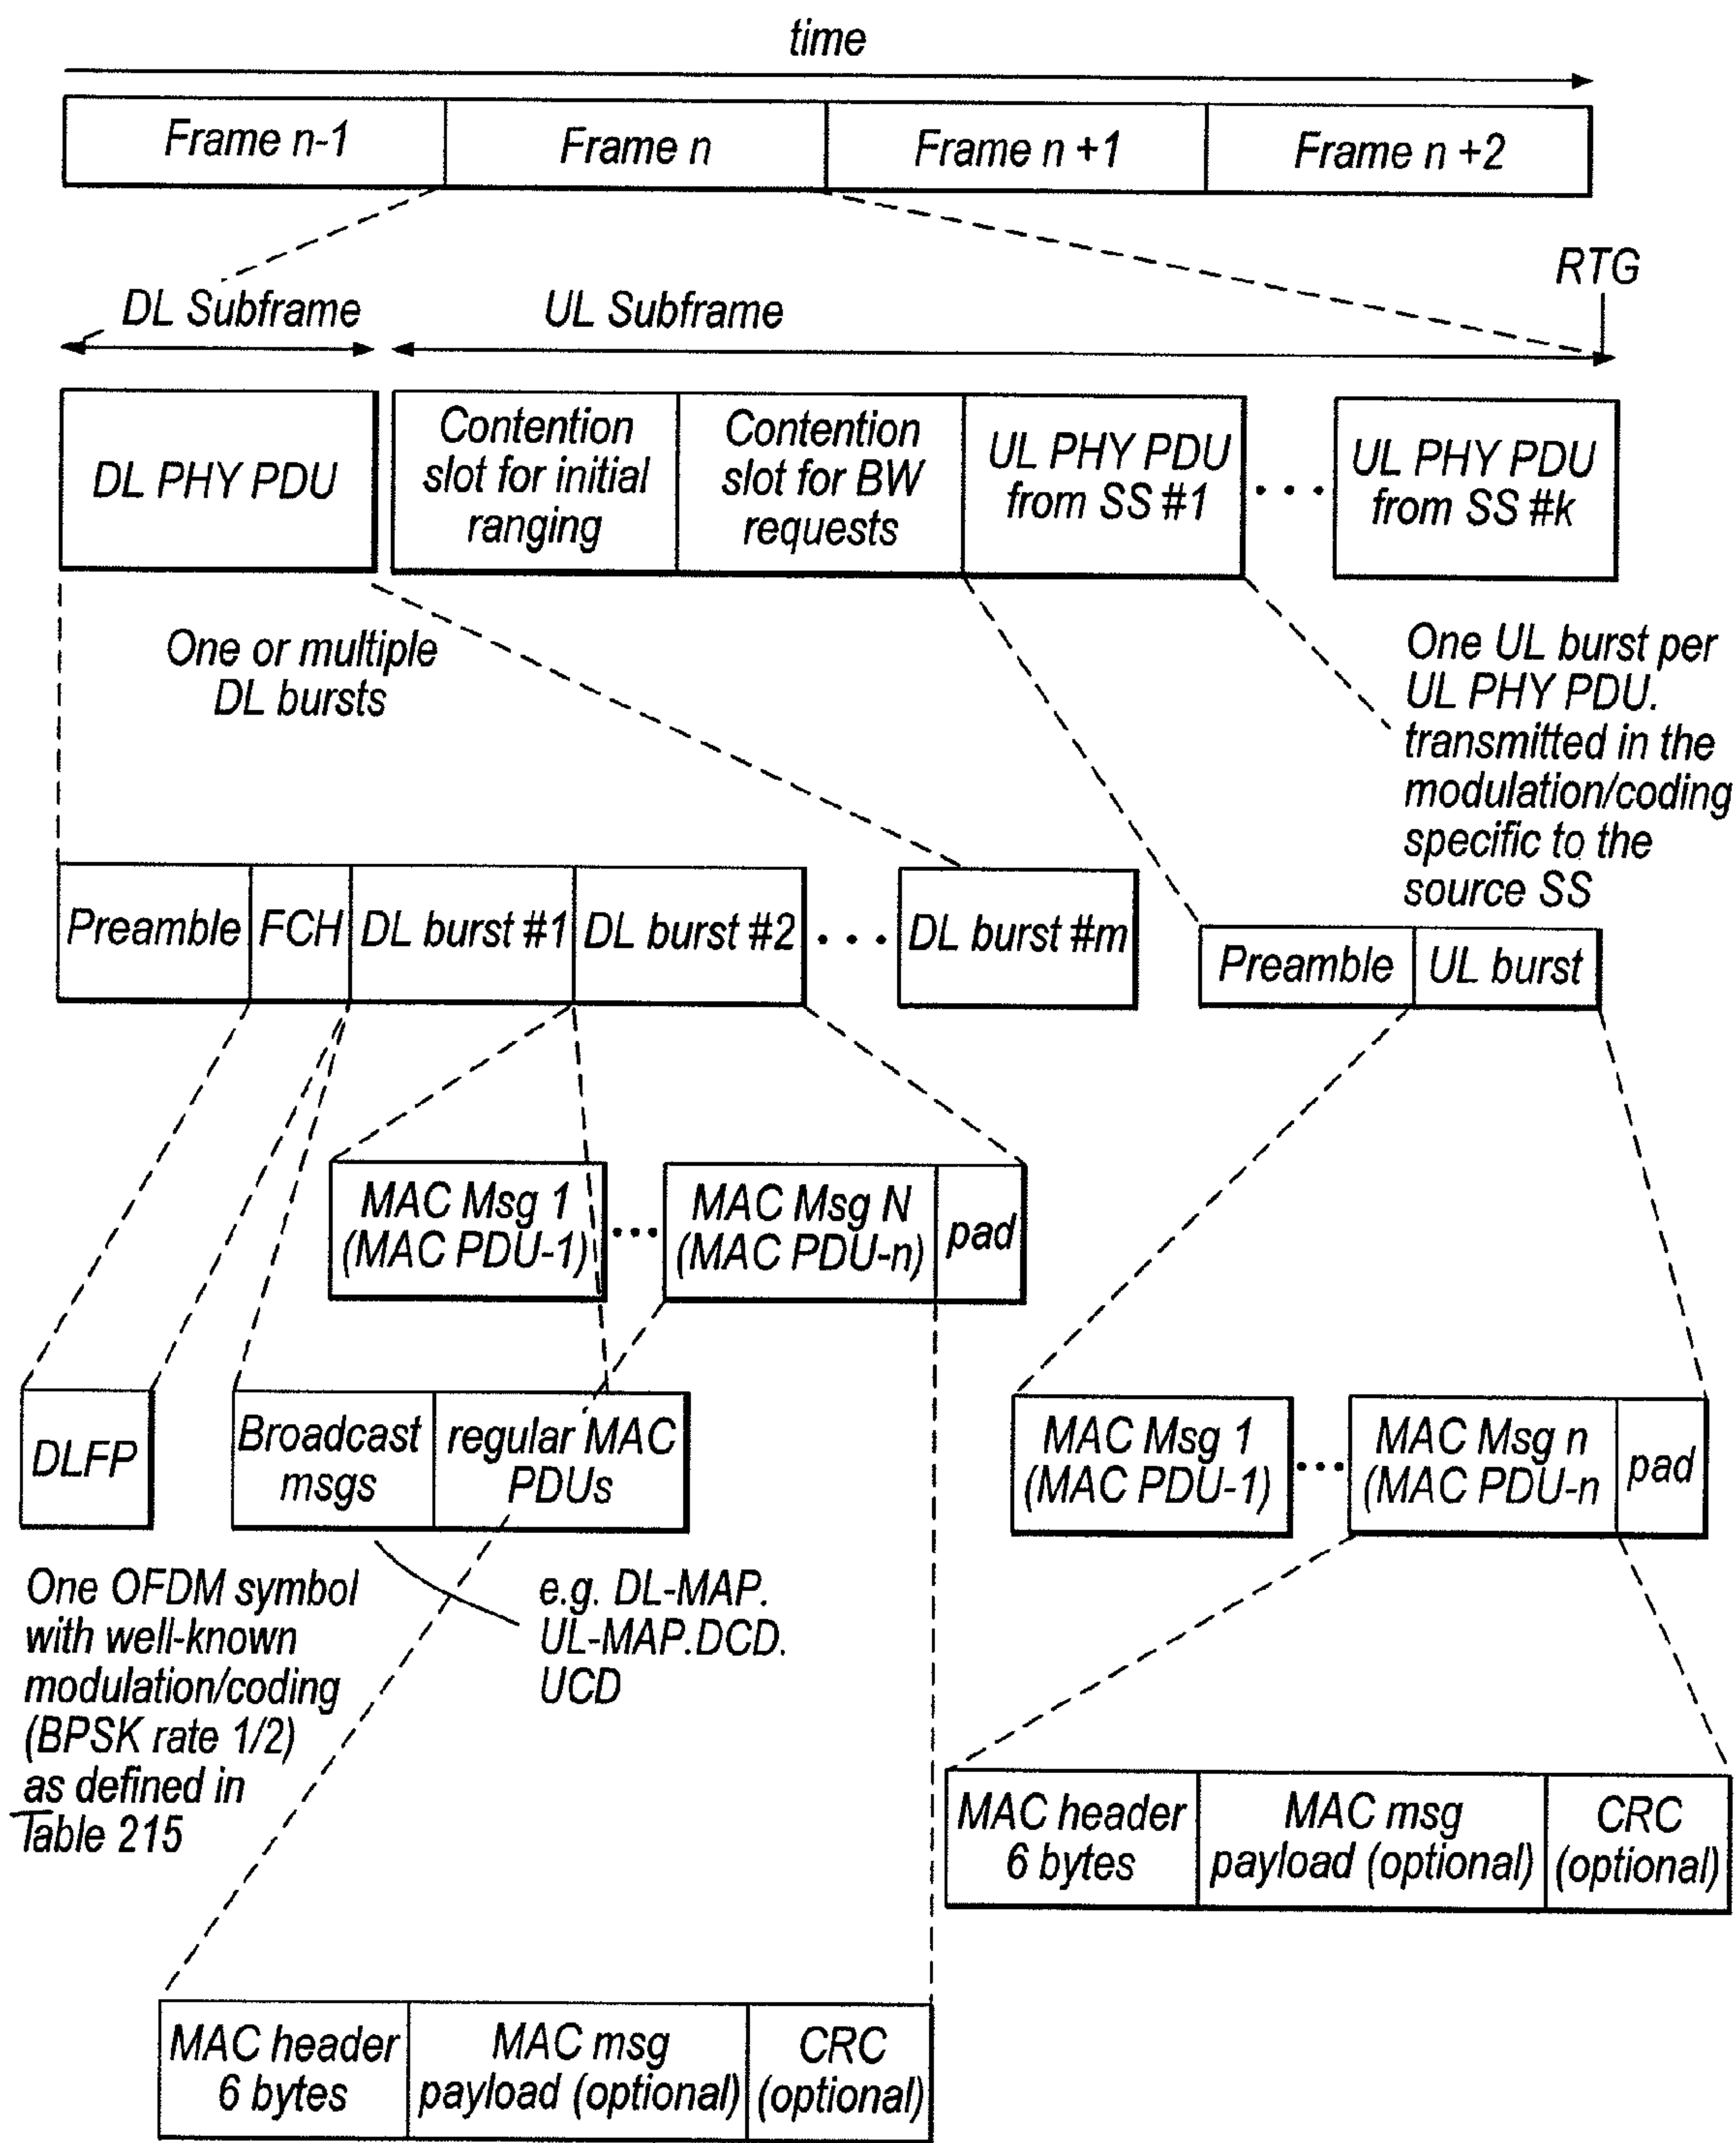 time
Frame n-1
Frame n
Frame n +1
Frame n +2
RTG
DL Subframe
UL Subframe
DL PHY PDU
Contention
slot for initial
ranging
Contention
slot for BW
requests
UL PHY PDU
from SS #1
• • •
UL PHY PDU
from SS #k
One or multiple
DL bursts
One UL burst per
UL PHY PDU.
transmitted in the
modulation/coding
specific to the
source SS
Preamble
FCH
DL burst #1
DL burst #2
• • •
DL burst #m
Preamble
UL burst
MAC Msg 1
(MAC PDU-1)
•••
MAC Msg N
(MAC PDU-n)
pad
DLFP
Broadcast
msgs
regular MAC
PDUs
MAC Msg 1
(MAC PDU-1)
•••
MAC Msg n
(MAC PDU-n
pad
One OFDM symbol
with well-known
modulation/coding
(BPSK rate 1/2)
as defined in
Table 215
e.g. DL-MAP.
UL-MAP.DCD.
UCD
MAC header
6 bytes
MAC msg
payload (optional)
CRC
(optional)
MAC header
6 bytes
MAC msg
payload (optional)
CRC
(optional)